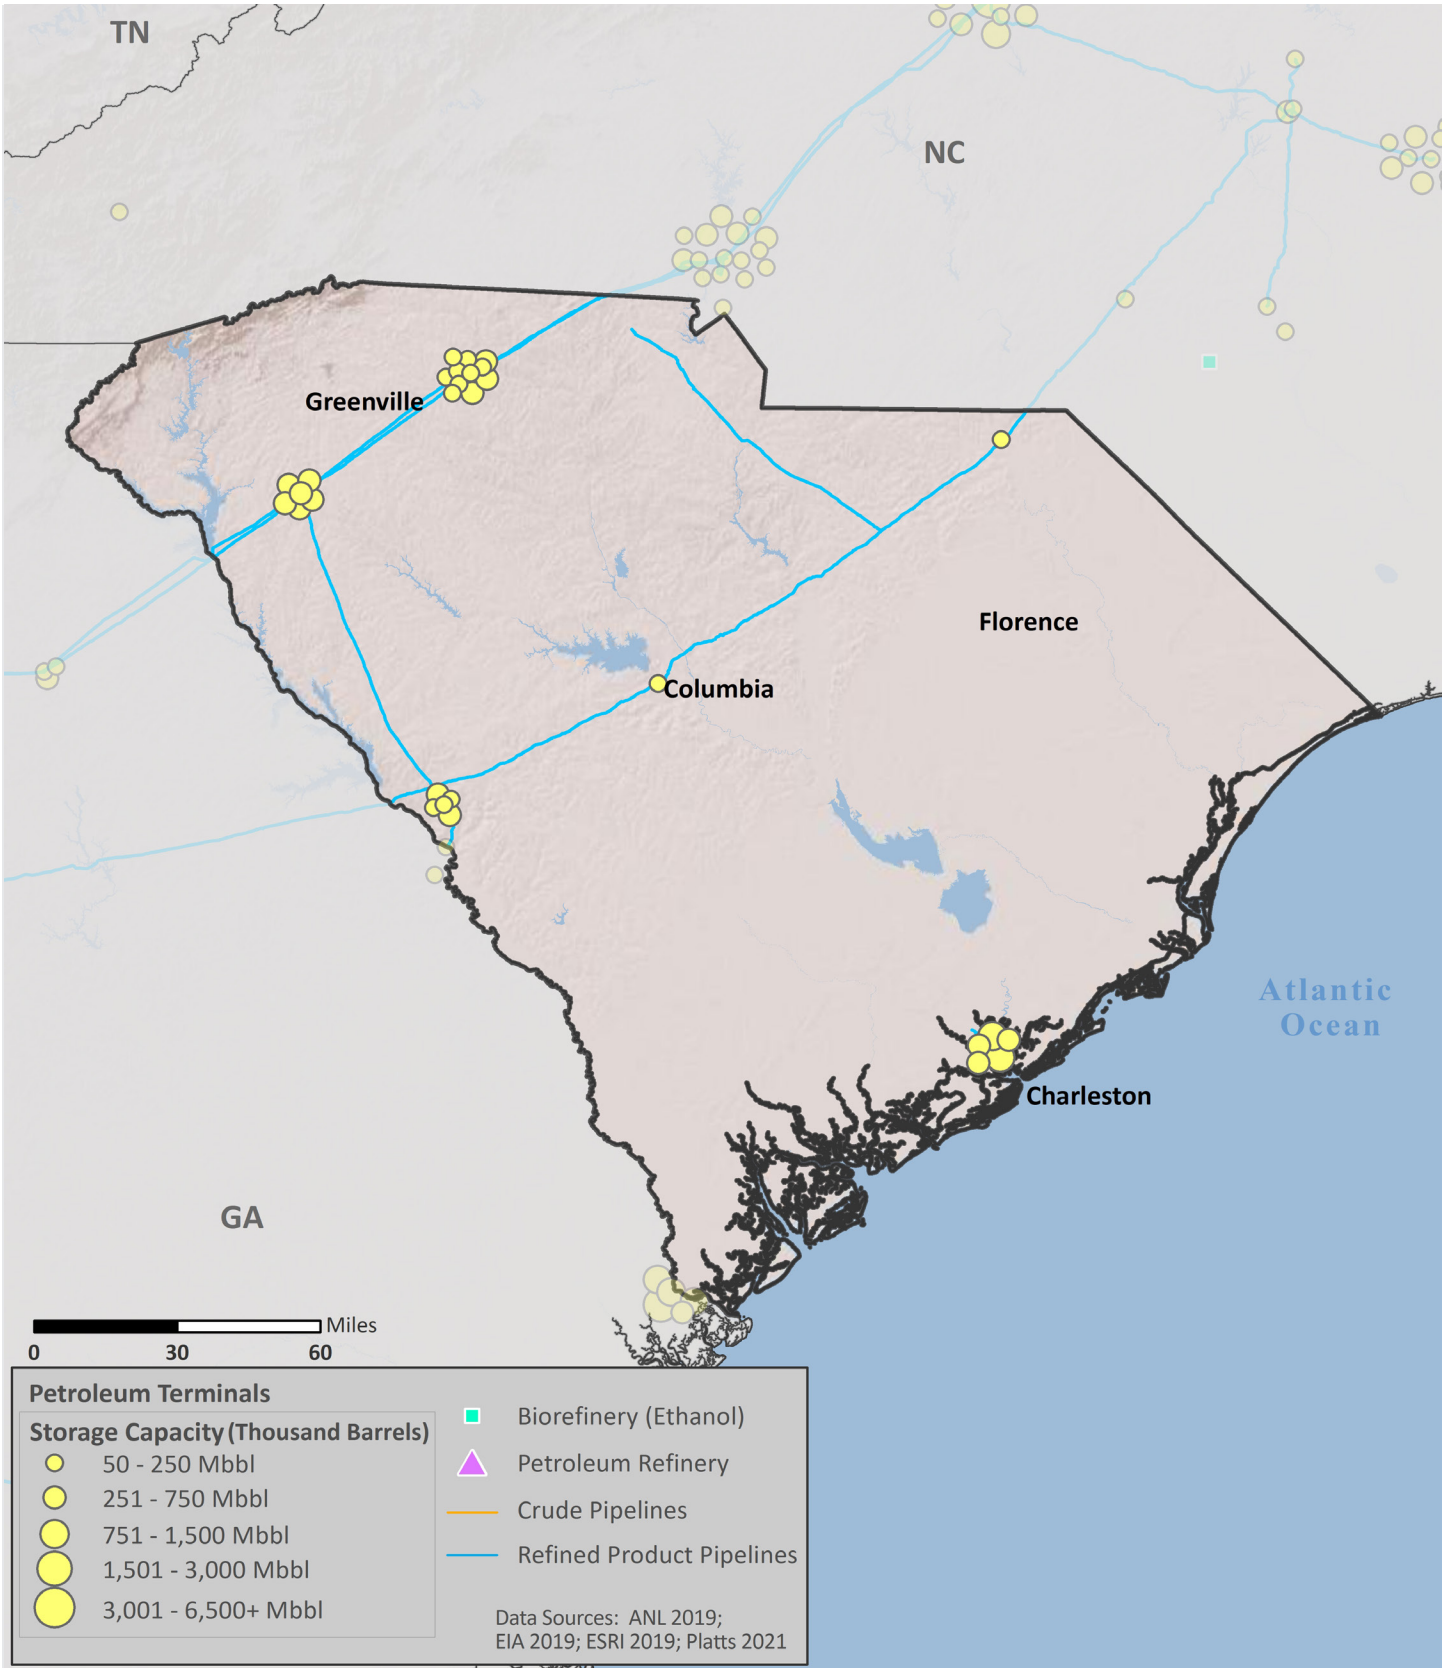 TN
NC
Greenville
Florence
Columbia
Atlantic
Ocean
Charleston
GA
Miles
0 30 60
Petroleum Terminals
Storage Capacity (Thousand Barrels)
50 - 250 Mbbl
251 - 750 Mbbl
751 - 1,500 Mbbl
1,501 - 3,000 Mbbl
3,001 - 6,500+ Mbbl
Biorefinery (Ethanol)
Petroleum Refinery
Crude Pipelines
Refined Product Pipelines
Data Sources: ANL 2019;
EIA 2019; ESRI 2019; Platts 2021